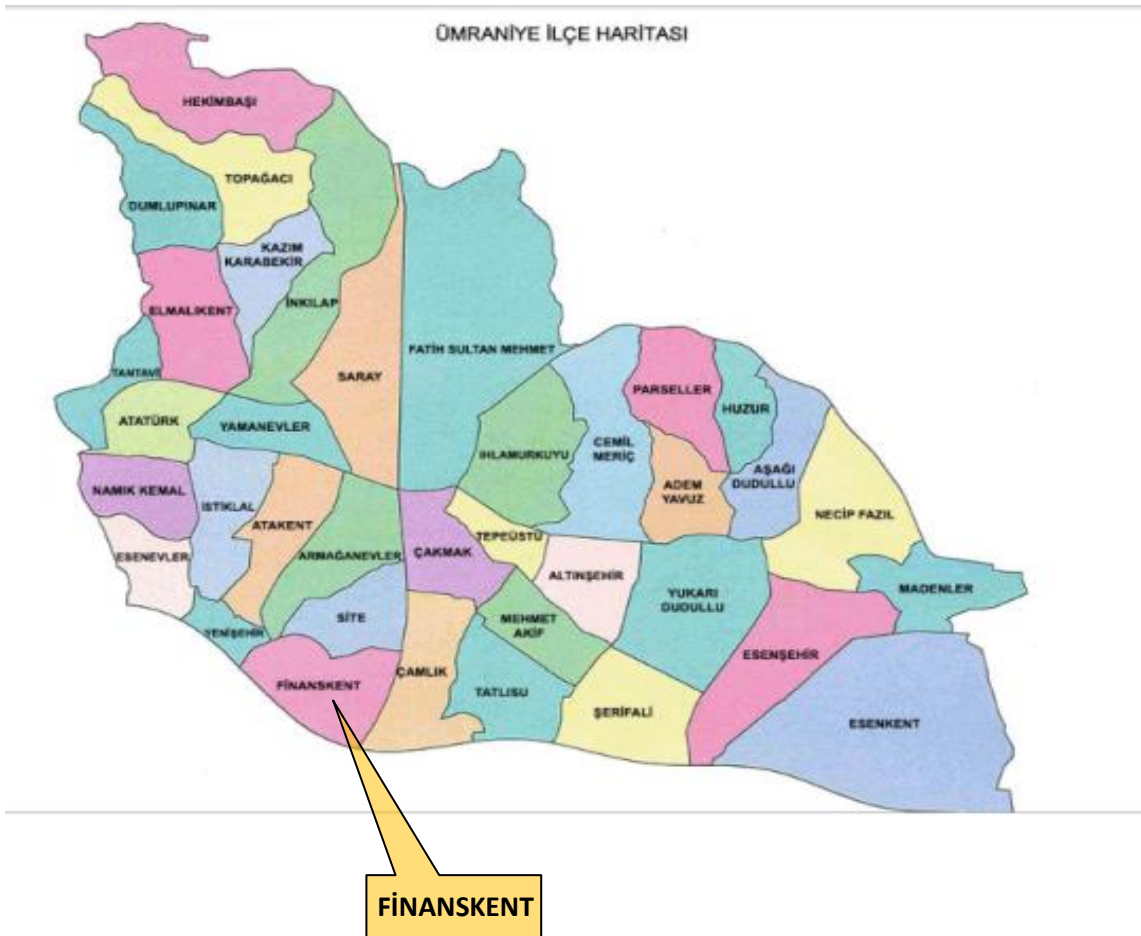 ÜMRANİYE İLÇE HARİTASI
HEKİMBAŞI
TOPAĞACI
DUMLUPINAR
KAZIM
KARABEKİR
ELMALIKENT
İNKILAP
SARAY
FATİH SULTAN MEHMET
TANTAVİ
ATATÜRK
YAMANEVLER
PARSELLER
HUZUR
IHLAMURKUYU
CEMİL
MERİÇ
ADEM
YAVUZ
AŞAĞI
DUDULLU
NECİP FAZIL
NAMIK KEMAL
İSTİKLAL
ATAKENT
ESENEVLER
ARMAĞANEVLER
ÇAKMAK
TEPEÜSTÜ
ALTINŞEHİR
YUKARI
DUDULLU
MADENLER
YENİŞEHİR
SİTE
MEHMET
AKİF
ESENŞEHİR
FİNANSKENT
ÇAMLIK
TATLISU
ŞERİFALİ
ESENKENT
FİNANSKENT